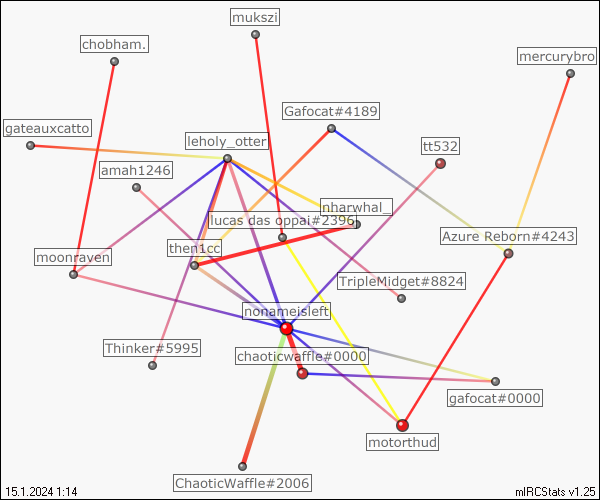 mukszi
chobham.
mercurybro
Gafocat#4189
gateauxcatto
leholy_otter
tt532
amah1246
nharwhal_
lucas das oppai#2396
Azure Reborn#4243
then1cc
moonraven
TripleMidget#8824
nonameisleft
Thinker#5995
chaoticwaffle#0000
gafocat#0000
motorthud
ChaoticWaffle#2006
15.1.2024 1:14
mIRCStats v1.25